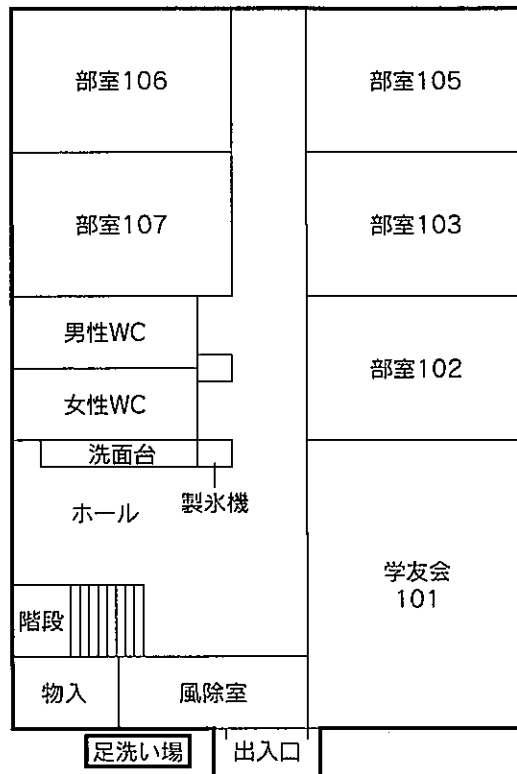 部室106
部室105
部室107
部室103
男性WC
部室102
女性WC
洗面台
製氷機
ホール
学友会
101
階段
物入
風除室
足洗い場
出入口